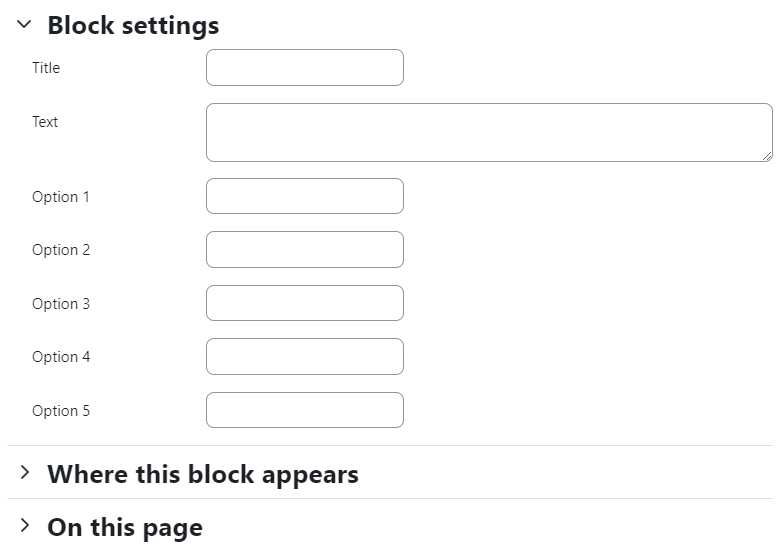 Block settings
Title
Text
Option 1
Option 2
Option 3
Option 4
Option 5
Where this block appears
On this page